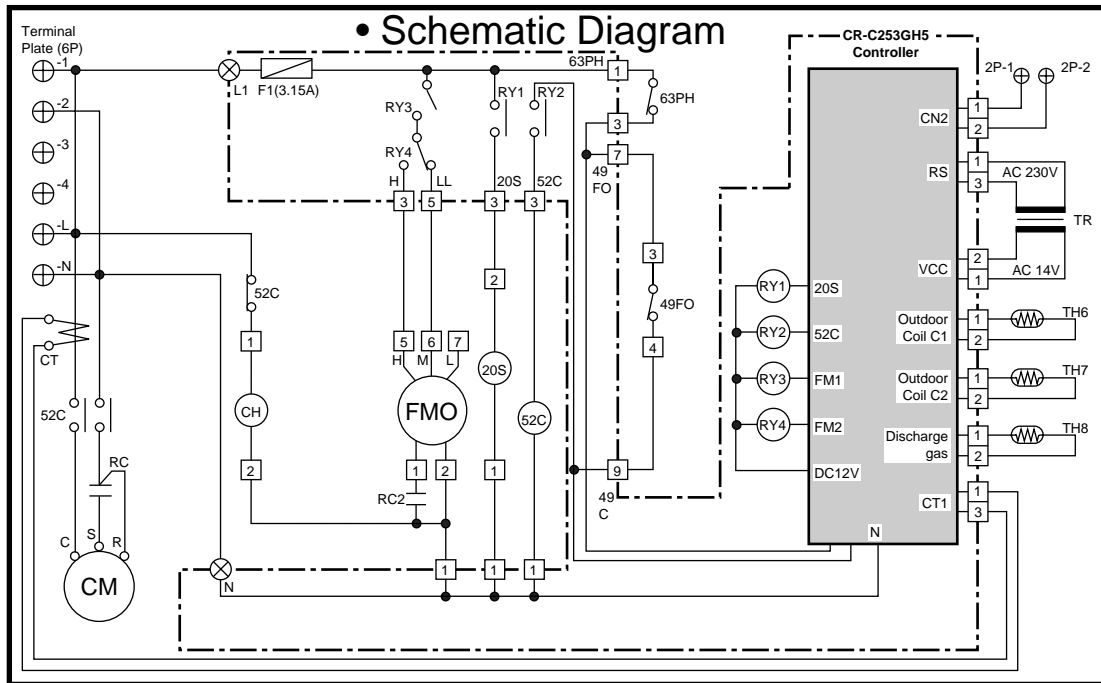 • Schematic Diagram
Terminal
Plate (6P)
-1
-2
-3
-4
-L
-N
L1
F1(3.15A)
63PH
1
63PH
3
7
49
FO
RY3
RY4
H
LL
RY1
RY2
20S
52C
3
5
3
3
CR-C253GH5
Controller
2P-1
2P-2
CN2
1
2
RS
1
3
AC 230V
TR
VCC
2
1
AC 14V
52C
1
CH
2
2
3
49FO
4
RY1
20S
RY2
52C
RY3
FM1
RY4
FM2
DC12V
Outdoor
Coil C1
1
2
TH6
Outdoor
Coil C2
1
2
TH7
Discharge
gas
1
2
TH8
CT1
1
3
N
CT
52C
RC
C
S
R
CM
5
6
7
H
M
L
FMO
20S
52C
1
2
1
RC2
9
49
C
N
1
1
1